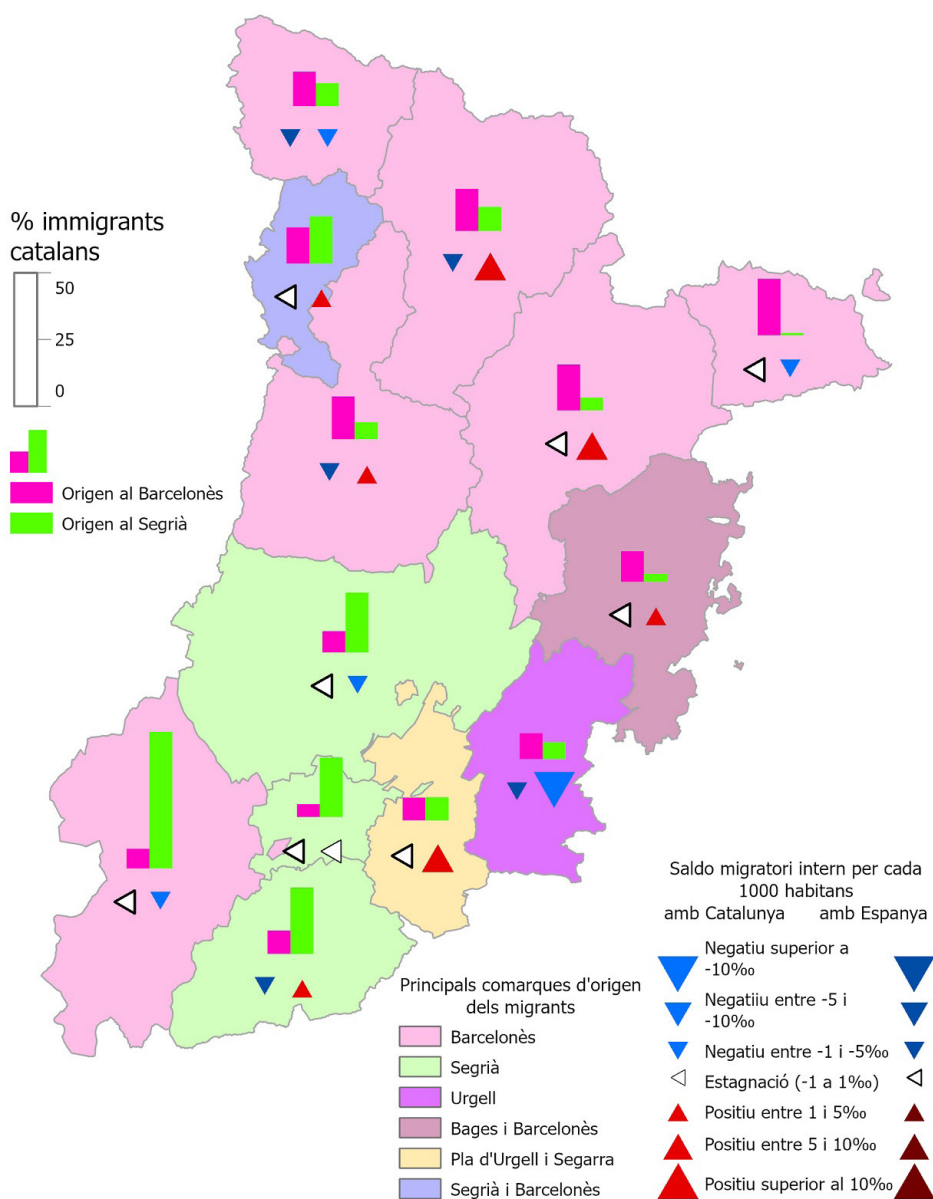 % immigrants
catalans
50
25
0
Origen al Barcelonès
Origen al Segrià
Principals comarques d'origen
dels migrants
Barcelonès
Segrià
Urgell
Bages i Barcelonès
Pla d'Urgell i Segarra
Segrià i Barcelonès
Saldo migratori intern per cada
1000 habitans
amb Catalunya amb Espanya
Negatiu superior a
-10‰
Negatiiu entre -5 i
-10‰
Negatiu entre -1 i -5‰
Estagnació (-1 a 1‰)
Positiu entre 1 i 5‰
Positiu entre 5 i 10‰
Positiu superior al 10‰